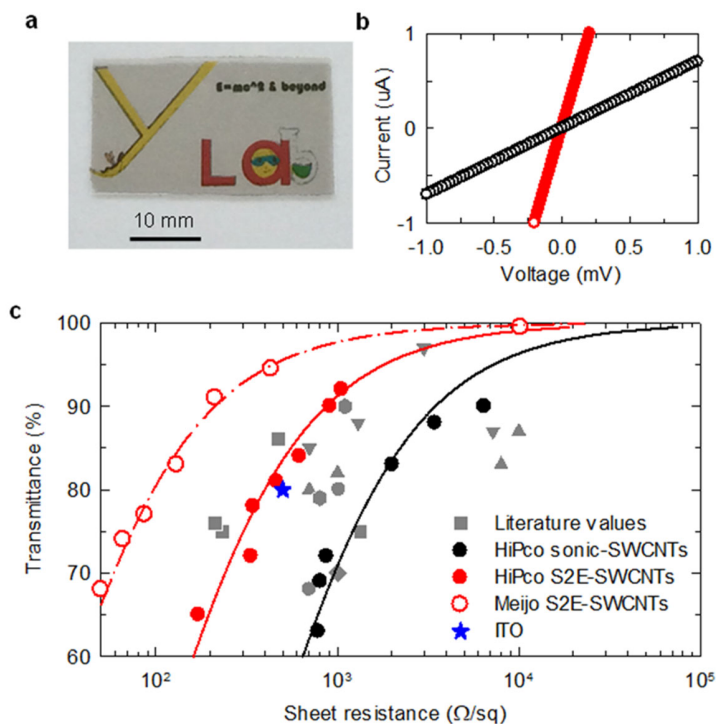 a
b
E=mc^2 & beyond
Lab
10 mm
Current (uA)
1
0
-1
-1.0 -0.5 0.0 0.5 1.0
Voltage (mV)
c
Transmittance (%)
100
90
80
70
60
Literature values
HiPco sonic-SWCNTs
HiPco S2E-SWCNTs
Meijo S2E-SWCNTs
ITO
10² 10³ 10⁴ 10⁵
Sheet resistance (Ω/sq)